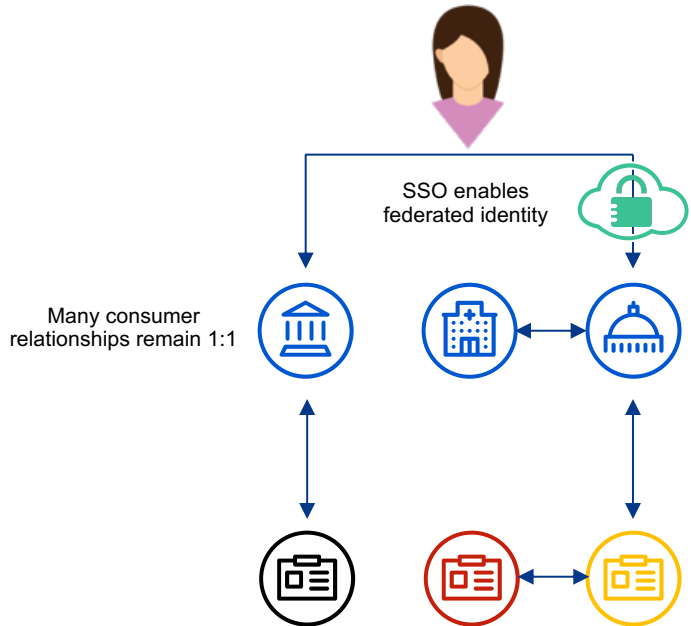 SSO enables
federated identity
Many consumer
relationships remain 1:1